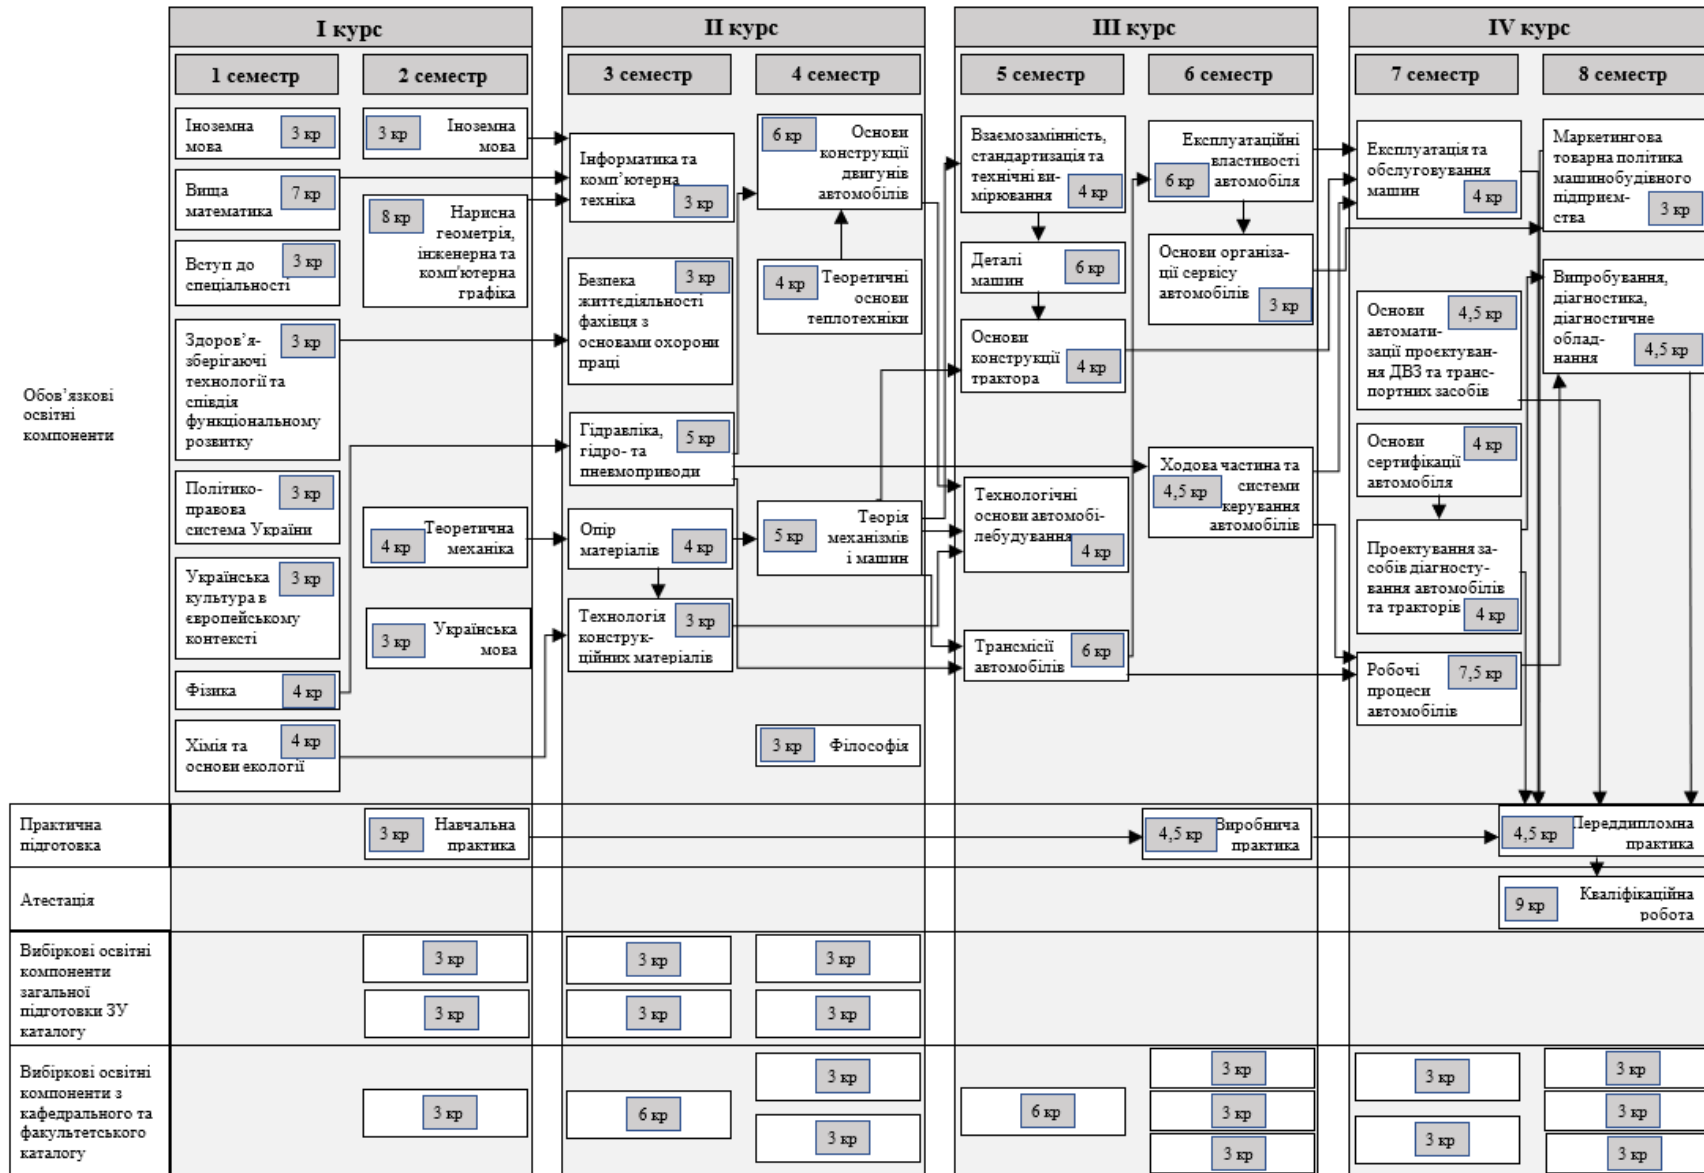 I курс
II курс
III курс
IV курс
1 семестр
2 семестр
3 семестр
4 семестр
5 семестр
6 семестр
7 семестр
8 семестр
Обов’язкові
освітні
компоненти
Іноземна
мова
3 кр
Вища
математика
7 кр
Вступ до
спеціальності
3 кр
Здоров’я-
зберігаючі
технології та
співдія
функціональному
розвитку
3 кр
Політико-
правова
система України
3 кр
Українська
культура в
європейському
контексті
3 кр
Фізика
4 кр
Хімія та
основи екології
4 кр
3 кр
Іноземна
мова
8 кр
Нарисна
геометрія,
інженерна та
комп'ютерна
графіка
4 кр
Теоретична
механіка
3 кр
Українська
мова
Інформатика та
комп’ютерна
техніка
3 кр
Безпека
життєдіяльності
фахівця з
основами охорони
праці
3 кр
Гідравліка,
гідро- та
пневмоприводи
5 кр
Опір
матеріалів
4 кр
Технологія
конструк-
ційних матеріалів
3 кр
6 кр
Основи
конструкції
двигунів
автомобілів
4 кр
Теоретичні
основи
теплотехніки
5 кр
Теорія
механізмів
і машин
3 кр
Філософія
Взаємозамінність,
стандартизація та
технічні ви-
мірювання
4 кр
Деталі
машин
6 кр
Основи
конструкції
трактора
4 кр
Технологічні
основи автомобі-
лебудування
4 кр
Трансмісії
автомобілів
6 кр
Експлуатаційні
властивості
автомобіля
6 кр
Основи організа-
ції сервісу
автомобілів
3 кр
Ходова частина та
системи
керування
автомобілів
4,5 кр
Експлуатація та
обслуговування
машин
4 кр
Основи
автомати-
зації проєктуван-
ня ДВЗ та транс-
портних засобів
4,5 кр
Основи
сертифікації
автомобіля
4 кр
Проектування за-
собів діагносту-
вання автомобілів
та тракторів
4 кр
Робочі
процеси
автомобілів
7,5 кр
Маркетингова
товарна політика
машинобудівного
підприєм-
ства
3 кр
Випробування,
діагностика,
діагностичне
облад-
нання
4,5 кр
Практична
підготовка
3 кр
Навчальна
практика
4,5 кр
Виробнича
практика
4,5 кр
Переддипломна
практика
Атестація
9 кр
Кваліфікаційна
робота
Вибіркові освітні
компоненти
загальної
підготовки ЗУ
каталогу
3 кр
3 кр
3 кр
3 кр
3 кр
3 кр
Вибіркові освітні
компоненти з
кафедрального та
факультетського
каталогу
3 кр
6 кр
3 кр
3 кр
6 кр
3 кр
3 кр
3 кр
3 кр
3 кр
3 кр
3 кр
3 кр